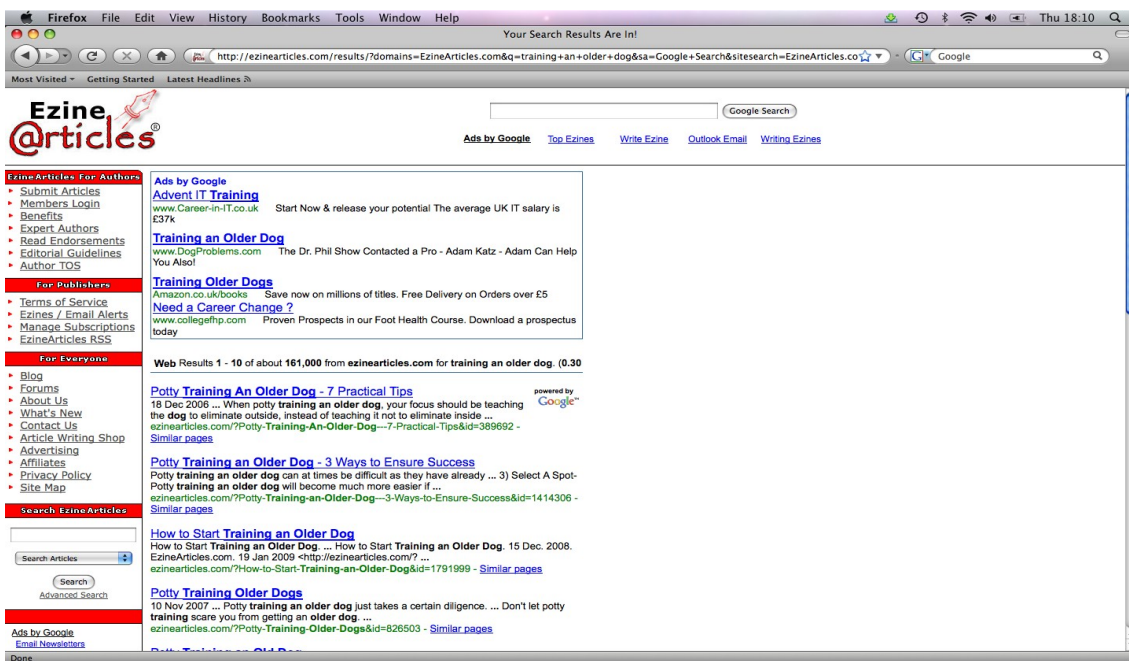 Firefox File Edit View History Bookmarks Tools Window Help Thu 18:10
Your Search Results Are In!
http://ezinearticles.com/results/?domains=EzineArticles.com&q=training+an+older+dog&sa=Google+Search&sitesearch=EzineArticles.co Google
Most Visited Getting Started Latest Headlines
Ezine
@rticles®
Google Search
Ads by Google Top Ezines Write Ezine Outlook Email Writing Ezines
EzineArticles For Authors
Submit Articles
Members Login
Benefits
Expert Authors
Read Endorsements
Editorial Guidelines
Author TOS
For Publishers
Terms of Service
Ezines / Email Alerts
Manage Subscriptions
EzineArticles RSS
For Everyone
Blog
Forums
About Us
What's New
Contact Us
Article Writing Shop
Advertising
Affiliates
Privacy Policy
Site Map
Search EzineArticles
Search Articles
Search
Advanced Search
Ads by Google
Email Newsletters
Ads by Google
Advent IT Training
www.Career-in-IT.co.uk Start Now & release your potential The average UK IT salary is
£37k
Training an Older Dog
www.DogProblems.com The Dr. Phil Show Contacted a Pro - Adam Katz - Adam Can Help
You Also!
Training Older Dogs
Amazon.co.uk/books Save now on millions of titles. Free Delivery on Orders over £5
Need a Career Change ?
www.collegefhp.com Proven Prospects in our Foot Health Course. Download a prospectus
today
Web Results 1 - 10 of about 161,000 from ezinearticles.com for training an older dog. (0.30
Potty Training An Older Dog - 7 Practical Tips
powered by
Google™
18 Dec 2006 ... When potty training an older dog, your focus should be teaching
the dog to eliminate outside, instead of teaching it not to eliminate inside ...
ezinearticles.com/?Potty-Training-An-Older-Dog---7-Practical-Tips&id=389692 -
Similar pages
Potty Training an Older Dog - 3 Ways to Ensure Success
Potty training an older dog can at times be difficult as they have already ... 3) Select A Spot-
Potty training an older dog will become much more easier if ...
ezinearticles.com/?Potty-Training-an-Older-Dog---3-Ways-to-Ensure-Success&id=1414306 -
Similar pages
How to Start Training an Older Dog
How to Start Training an Older Dog. ... How to Start Training an Older Dog. 15 Dec. 2008.
EzineArticles.com. 19 Jan 2009 <http://ezinearticles.com/? ...
ezinearticles.com/?How-to-Start-Training-an-Older-Dog&id=1791999 - Similar pages
Potty Training Older Dogs
10 Nov 2007 ... Potty training an older dog just takes a certain diligence. ... Don't let potty
training scare you from getting an older dog. ...
ezinearticles.com/?Potty-Training-Older-Dogs&id=826503 - Similar pages
Done